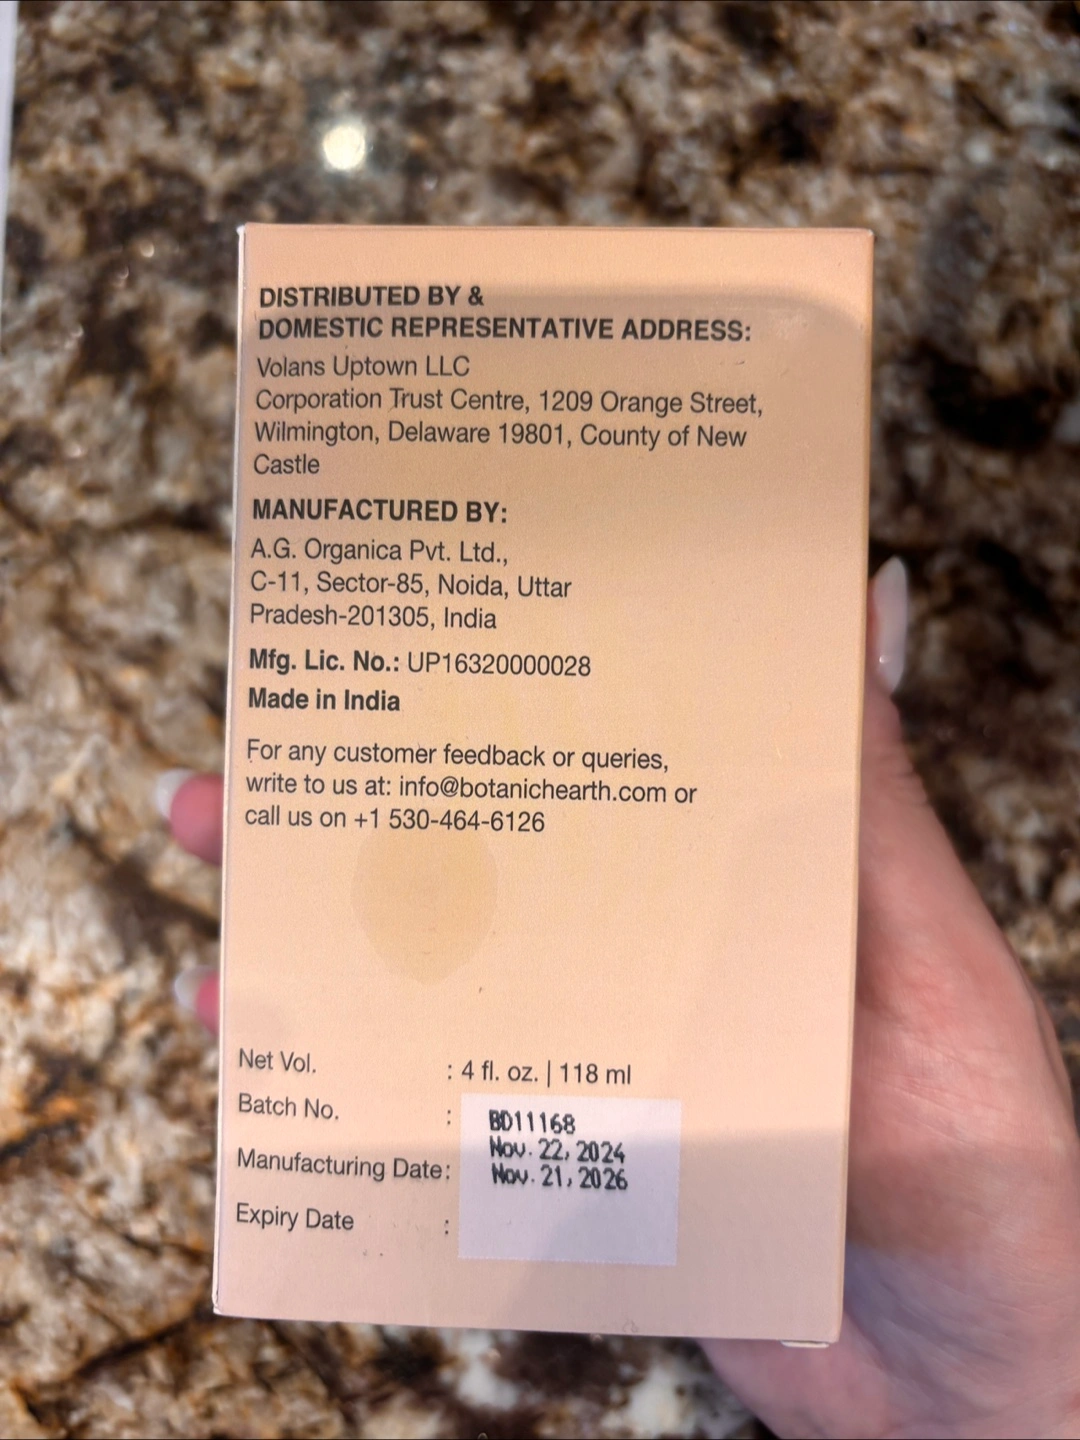 DISTRIBUTED BY &
DOMESTIC REPRESENTATIVE ADDRESS:
Volans Uptown LLC
Corporation Trust Centre, 1209 Orange Street,
Wilmington, Delaware 19801, County of New
Castle
MANUFACTURED BY:
A.G. Organica Pvt. Ltd.,
C-11, Sector-85, Noida, Uttar
Pradesh-201305, India
Mfg. Lic. No.: UP16320000028
Made in India
For any customer feedback or queries,
write to us at: info@botanichearth.com or
call us on +1 530-464-6126
Net Vol. : 4 fl. oz. | 118 ml
Batch No. : BD11168
Manufacturing Date: Nov. 22, 2024
Expiry Date : Nov. 21, 2026